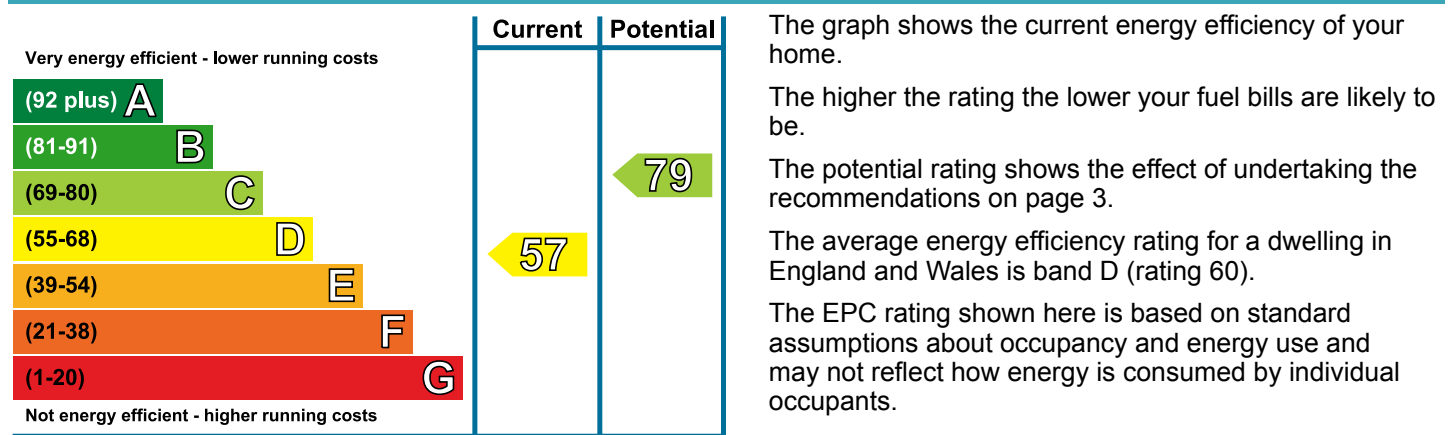 Current Potential
Very energy efficient - lower running costs
(92 plus) A
(81-91) B
(69-80) C
(55-68) D
(39-54) E
(21-38) F
(1-20) G
Not energy efficient - higher running costs
57
79
The graph shows the current energy efficiency of your
home.
The higher the rating the lower your fuel bills are likely to
be.
The potential rating shows the effect of undertaking the
recommendations on page 3.
The average energy efficiency rating for a dwelling in
England and Wales is band D (rating 60).
The EPC rating shown here is based on standard
assumptions about occupancy and energy use and
may not reflect how energy is consumed by individual
occupants.